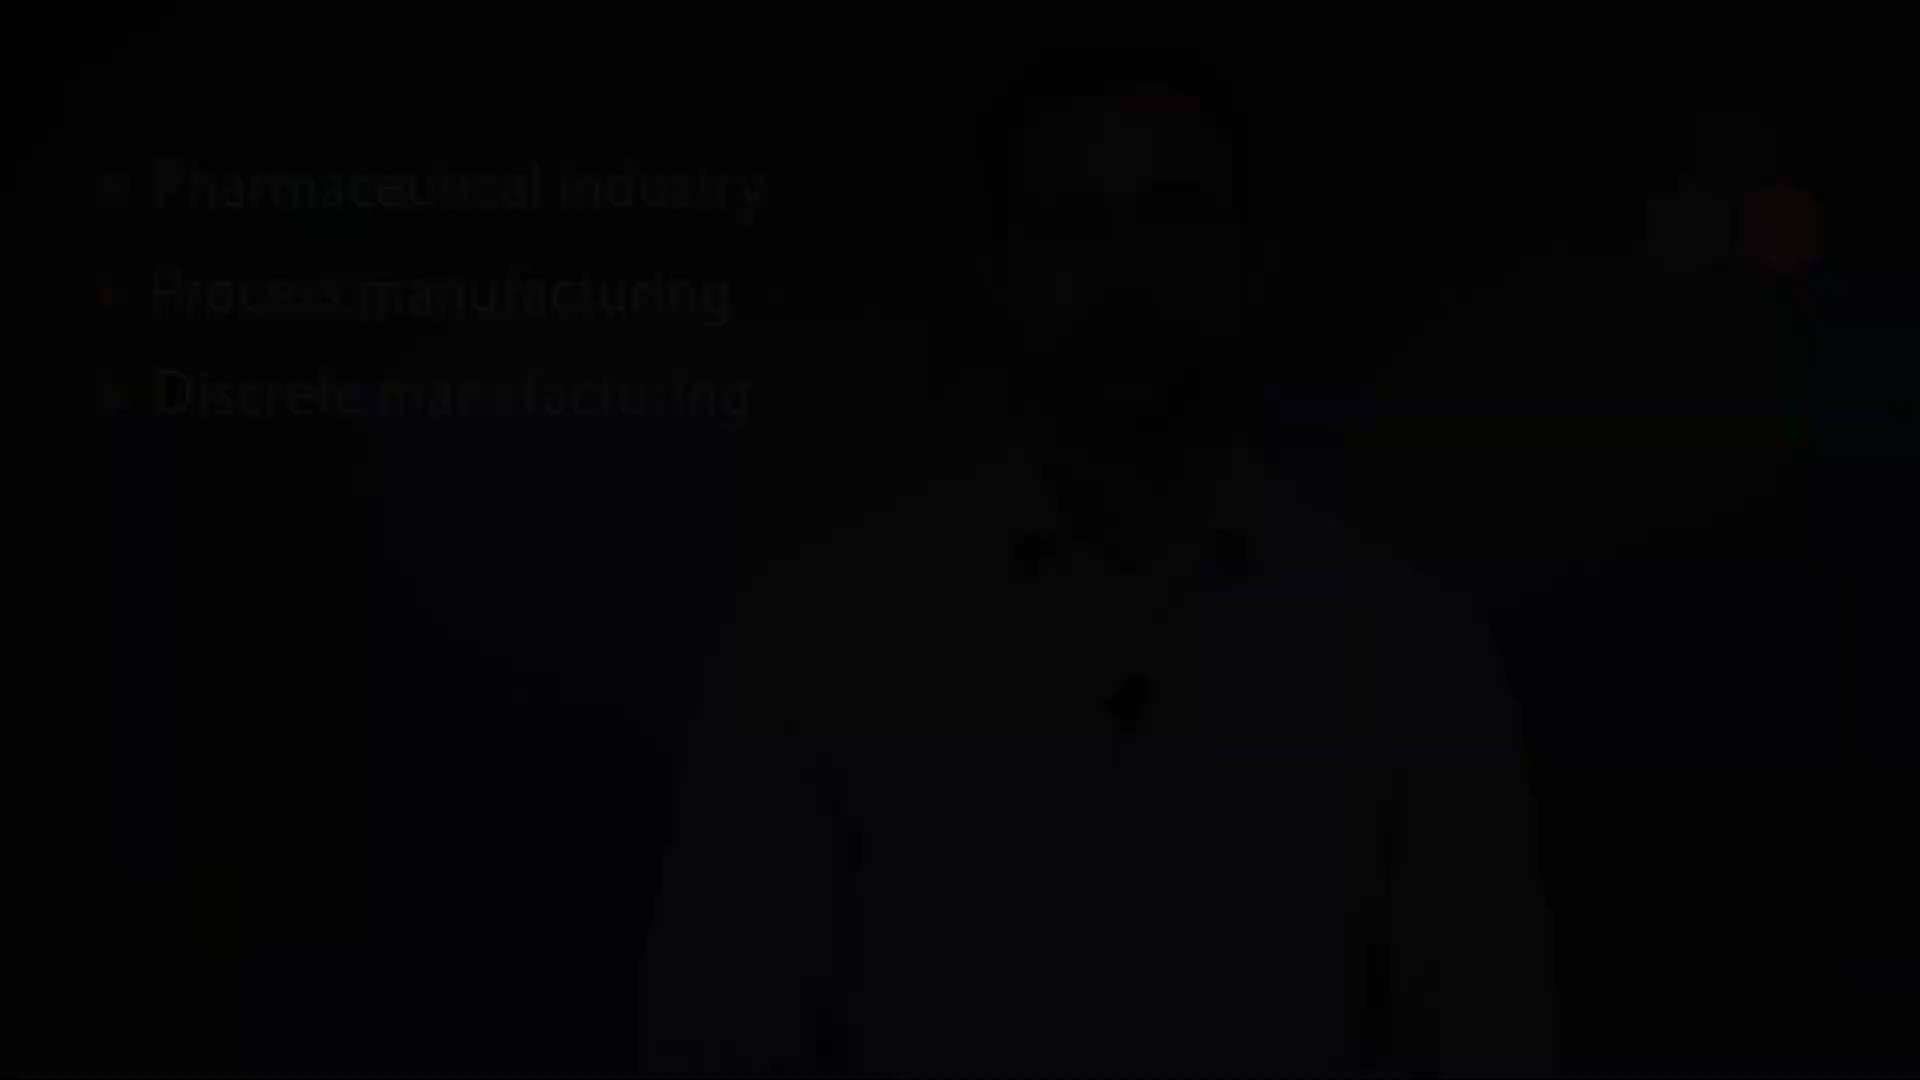 Pharmaceutical industry
Process manufacturing
Discrete manufacturing